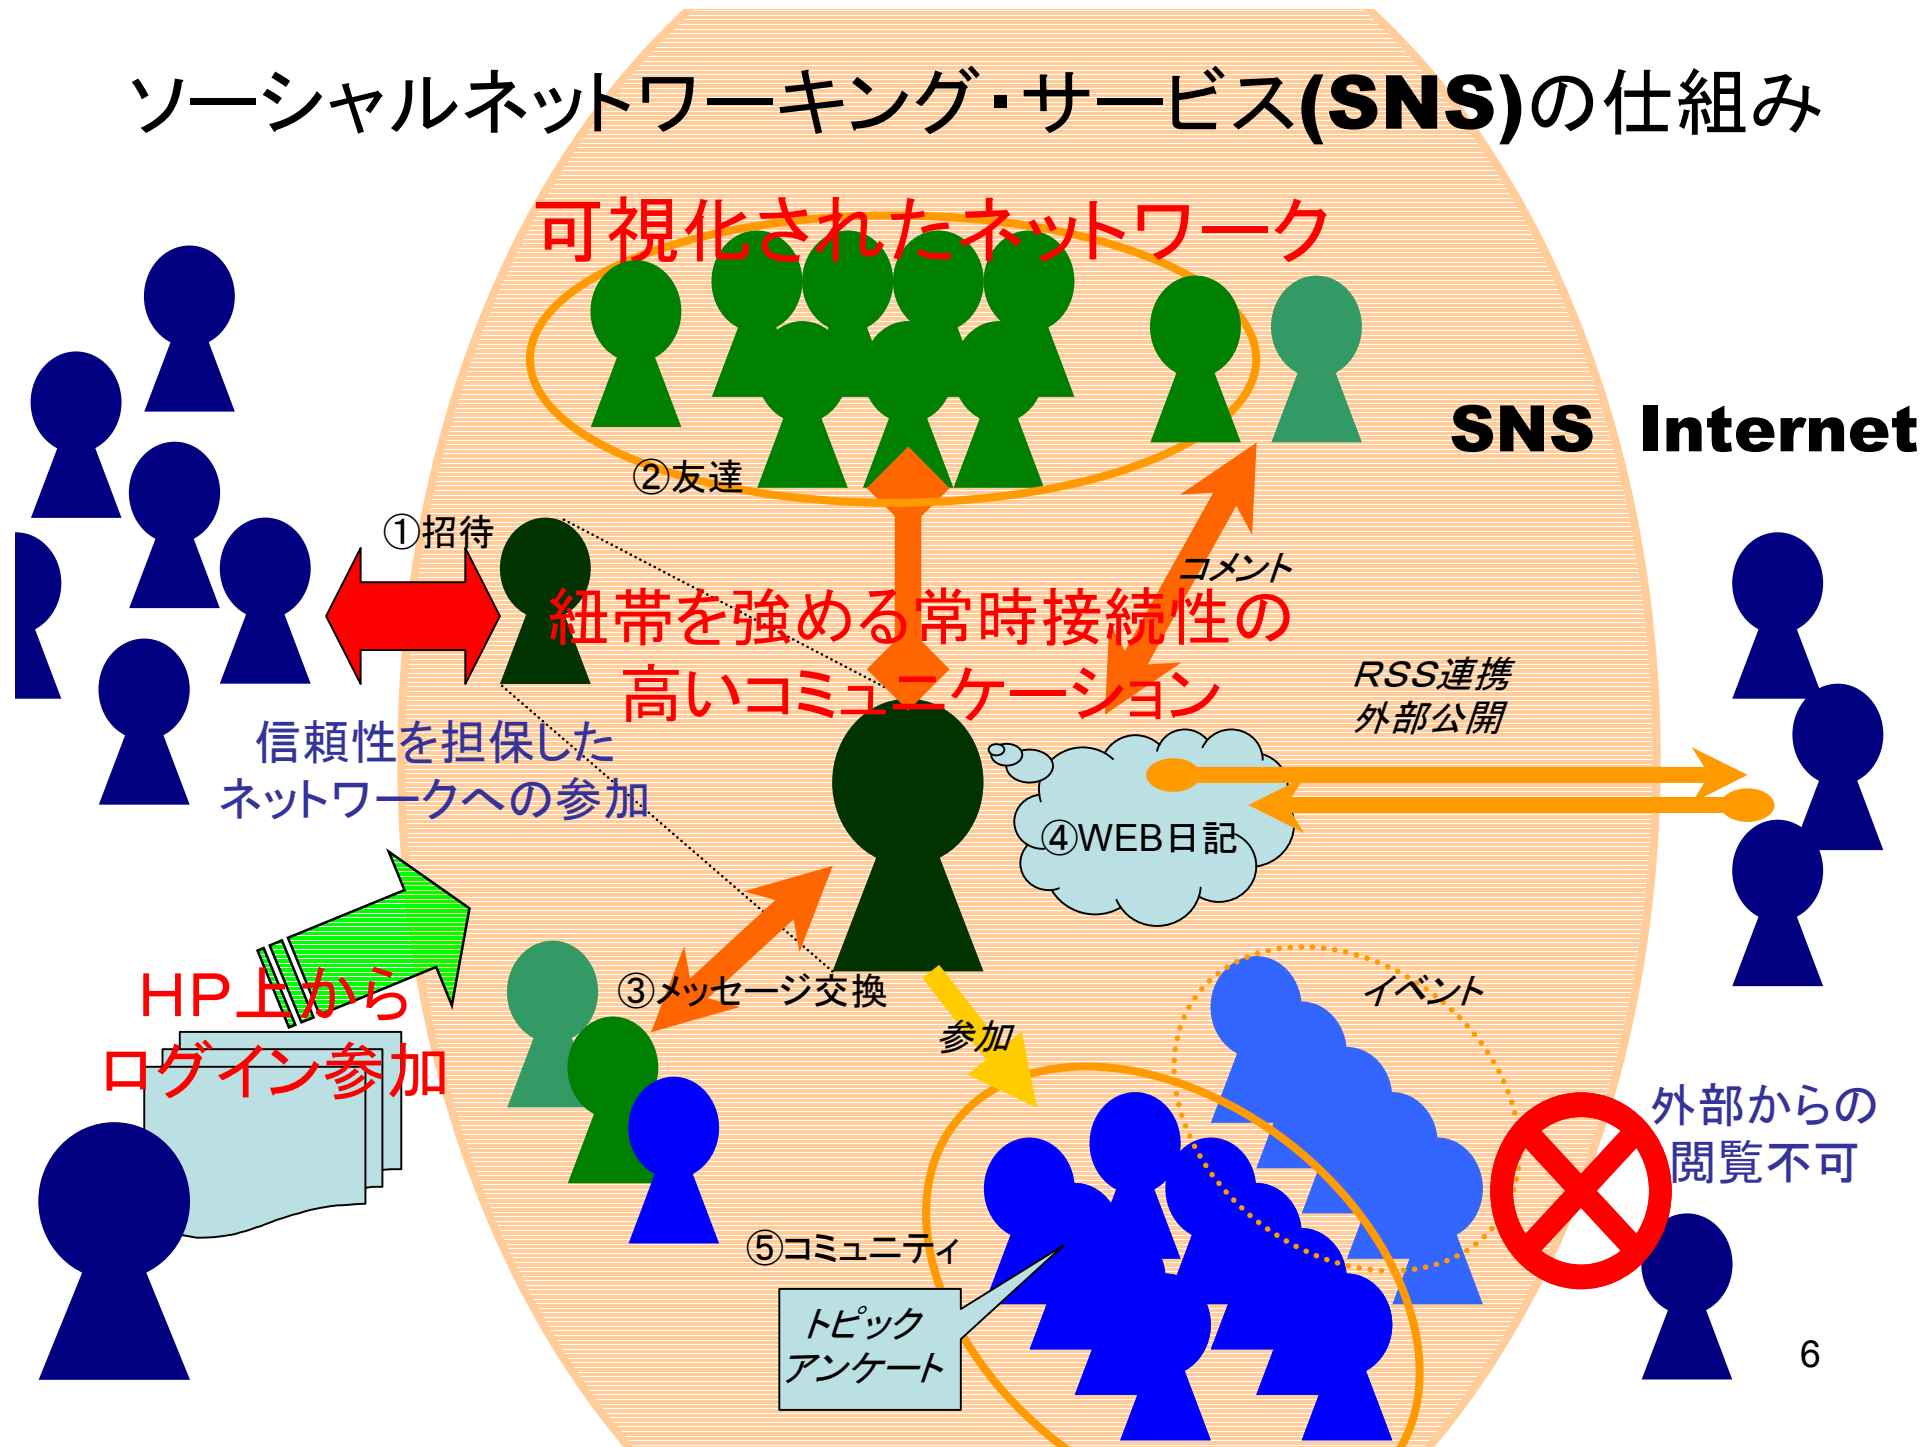 ソーシャルネットワーキング・サービス(SNS)の仕組み
可視化されたネットワーク
SNS Internet
②友達
①招待
コメント
紐帯を強める常時接続性の
高いコミュニケーション
RSS連携
外部公開
信頼性を担保した
ネットワークへの参加
④WEB日記
HP上から
ログイン参加
③メッセージ交換
イベント
参加
外部からの
閲覧不可
⑤コミュニティ
トピック
アンケート
6